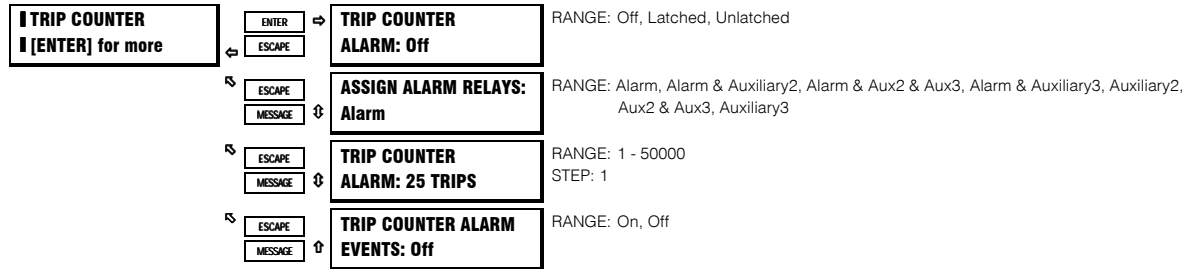 TRIP COUNTER
[ENTER] for more
ENTER
ESCAPE
TRIP COUNTER
ALARM: Off
RANGE: Off, Latched, Unlatched
ESCAPE
MESSAGE
ASSIGN ALARM RELAYS:
Alarm
RANGE: Alarm, Alarm & Auxiliary2, Alarm & Aux2 & Aux3, Alarm & Auxiliary3, Auxiliary2,
Aux2 & Aux3, Auxiliary3
ESCAPE
MESSAGE
TRIP COUNTER
ALARM: 25 TRIPS
RANGE: 1 - 50000
STEP: 1
ESCAPE
MESSAGE
TRIP COUNTER ALARM
EVENTS: Off
RANGE: On, Off